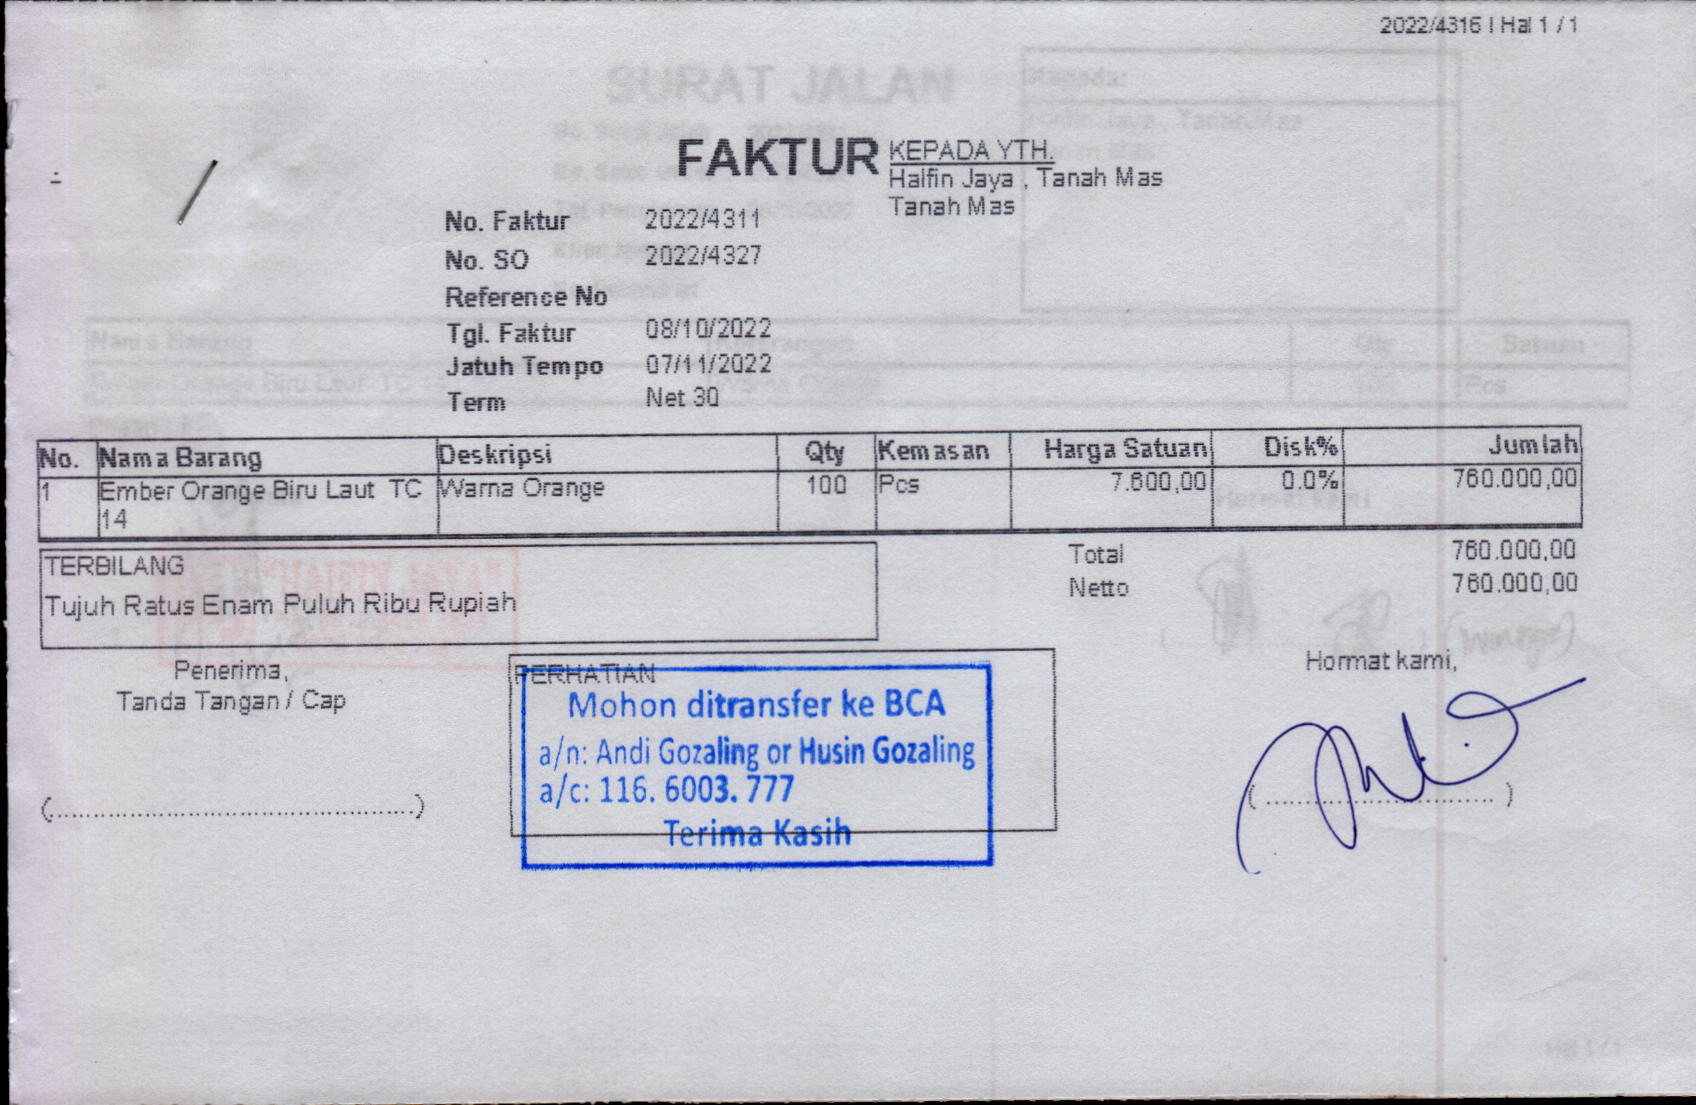 2022/4316 | Hal 1 / 1
SURAT JALAN
FAKTUR
KEPADA YTH.
Halfin Jaya , Tanah Mas
Tanah Mas
No. Faktur 2022/4311
No. SO 2022/4327
Reference No
Tgl. Faktur 08/10/2022
Jatuh Tempo 07/11/2022
Term Net 30
No. Nama Barang Deskripsi Qty Kemasan Harga Satuan Disk% Jumlah
1 Ember Orange Biru Laut TC Warna Orange 100 Pcs 7.600,00 0.0% 760.000,00
14
TERBILANG
Tujuh Ratus Enam Puluh Ribu Rupiah
Total 760.000,00
Netto 760.000,00
Penerima,
Tanda Tangan / Cap
PERHATIAN
Mohon ditransfer ke BCA
a/n: Andi Gozaling or Husin Gozaling
a/c: 116. 6003. 777
Terima Kasih
Hormat kami,
(..................................................)
(................................)